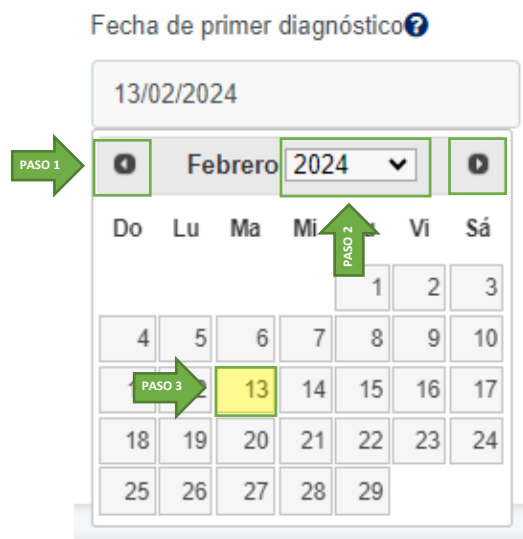 Fecha de primer diagnóstico?
13/02/2024
PASO 1
Febrero 2024
Do Lu Ma Mi Vi Sá
PASO 2
1 2 3
4 5 6 7 8 9 10
PASO 3 13 14 15 16 17
18 19 20 21 22 23 24
25 26 27 28 29